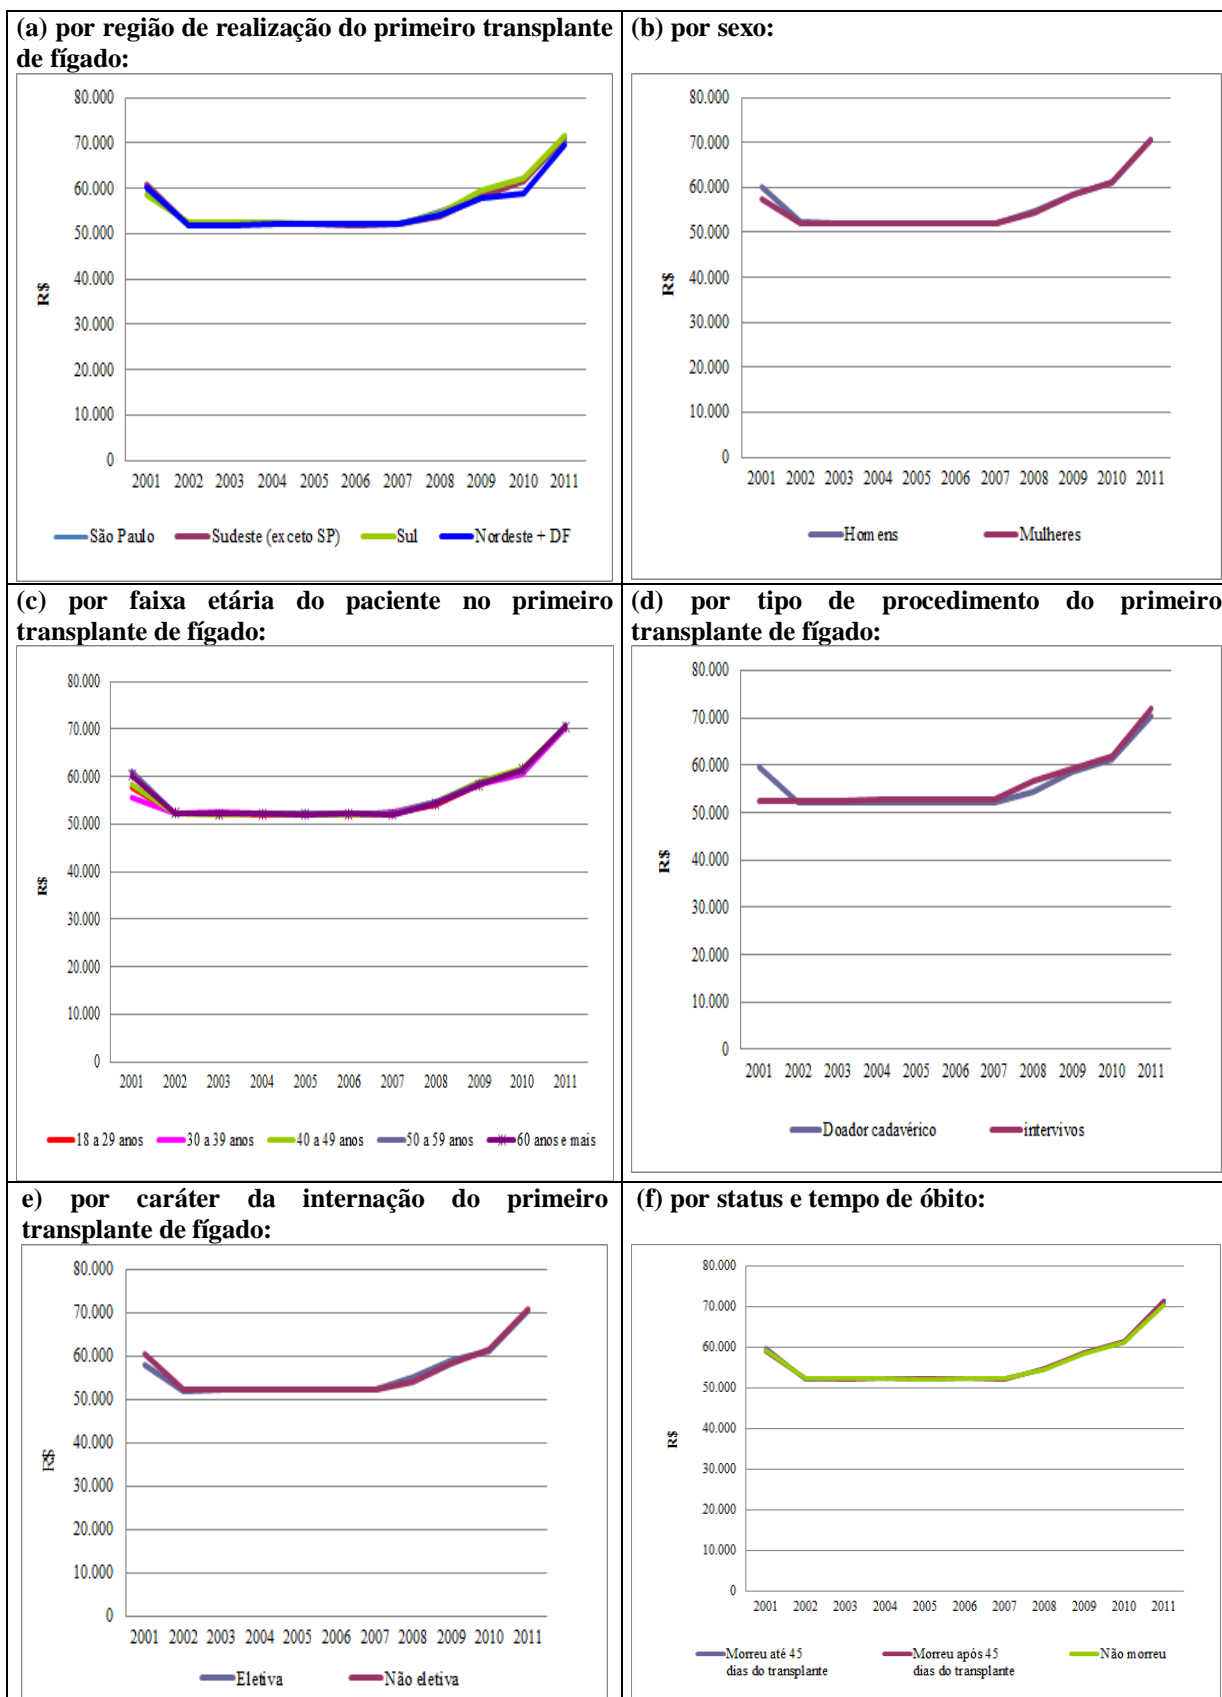 (a) por região de realização do primeiro transplante
de fígado:
80.000
70.000
60.000
50.000
40.000
30.000
20.000
10.000
0
R$
2001 2002 2003 2004 2005 2006 2007 2008 2009 2010 2011
São Paulo Sudeste (exceto SP) Sul Nordeste + DF
(b) por sexo:
80.000
70.000
60.000
50.000
40.000
30.000
20.000
10.000
0
R$
2001 2002 2003 2004 2005 2006 2007 2008 2009 2010 2011
Homens Mulheres
(c) por faixa etária do paciente no primeiro
transplante de fígado:
80.000
70.000
60.000
50.000
40.000
30.000
20.000
10.000
0
R$
2001 2002 2003 2004 2005 2006 2007 2008 2009 2010 2011
18 a 29 anos 30 a 39 anos 40 a 49 anos 50 a 59 anos 60 anos e mais
(d) por tipo de procedimento do primeiro
transplante de fígado:
80.000
70.000
60.000
50.000
40.000
30.000
20.000
10.000
0
R$
2001 2002 2003 2004 2005 2006 2007 2008 2009 2010 2011
Doador cadavérico intervivos
e) por caráter da internação do primeiro
transplante de fígado:
80.000
70.000
60.000
50.000
40.000
30.000
20.000
10.000
0
R$
2001 2002 2003 2004 2005 2006 2007 2008 2009 2010 2011
Eletiva Não eletiva
(f) por status e tempo de óbito:
80.000
70.000
60.000
50.000
40.000
30.000
20.000
10.000
0
R$
2001 2002 2003 2004 2005 2006 2007 2008 2009 2010 2011
Morreu até 45 Morreu após 45 Não morreu
dias do transplante dias do transplante